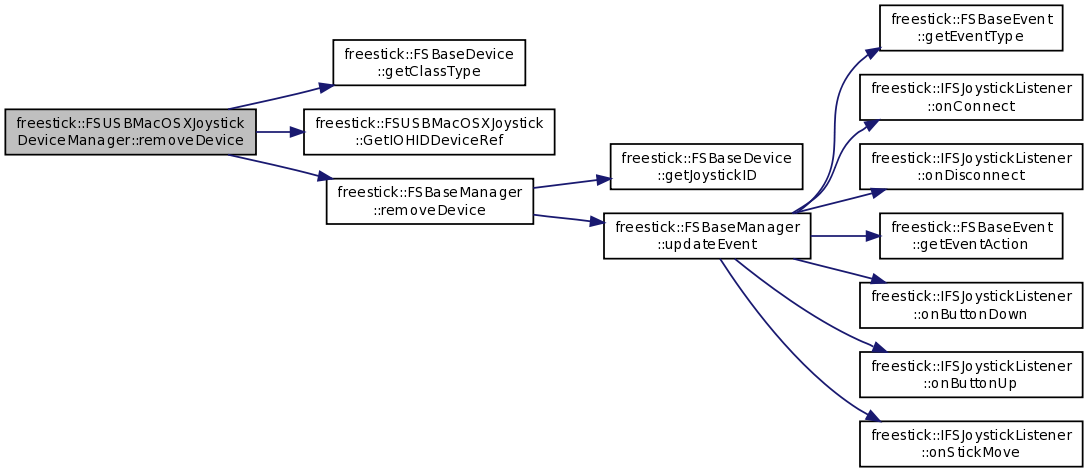 freestick::FSUSBMacOSXJoystick
DeviceManager::removeDevice
freestick::FSBaseDevice
::getClassType
freestick::FSUSBMacOSXJoystick
::GetIOHIDDeviceRef
freestick::FSBaseManager
::removeDevice
freestick::FSBaseDevice
::getJoystickID
freestick::FSBaseManager
::updateEvent
freestick::FSBaseEvent
::getEventType
freestick::IFSJoystickListener
::onConnect
freestick::IFSJoystickListener
::onDisconnect
freestick::FSBaseEvent
::getEventAction
freestick::IFSJoystickListener
::onButtonDown
freestick::IFSJoystickListener
::onButtonUp
freestick::IFSJoystickListener
::onStickMove